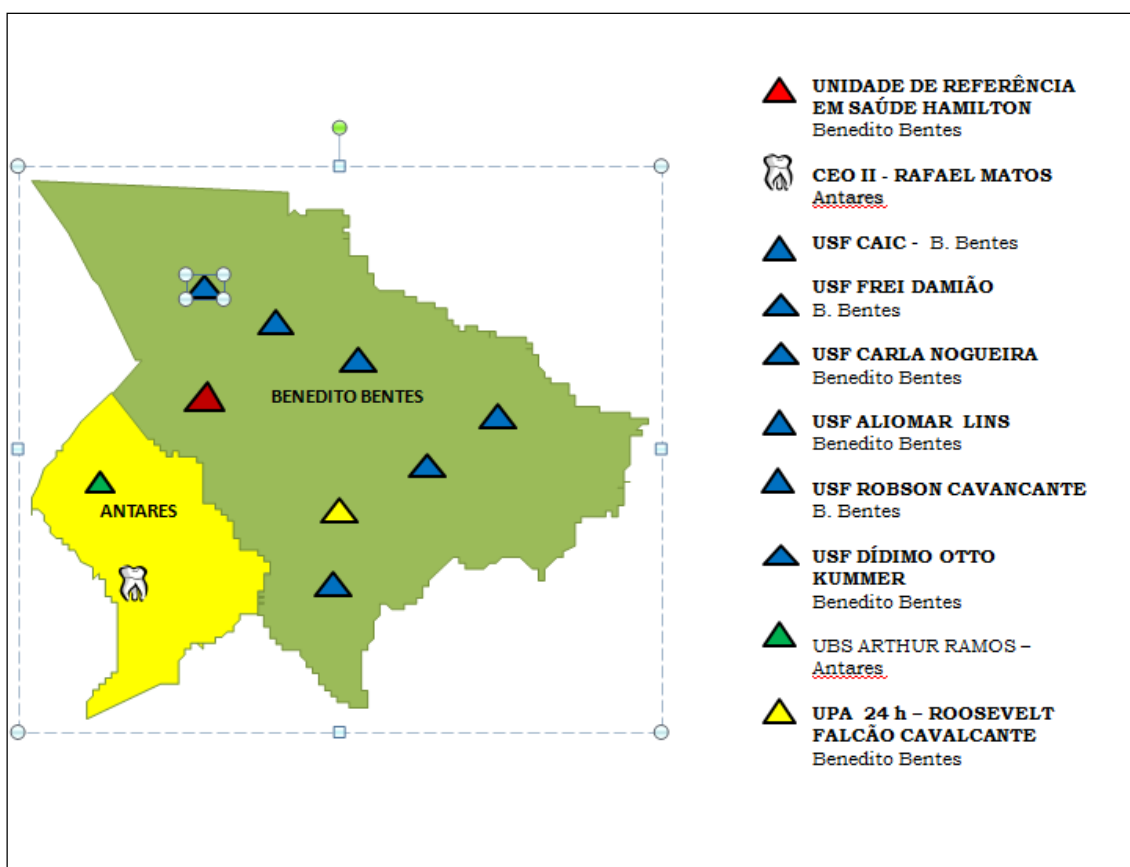 BENEDITO BENTES
ANTARES
UNIDADE DE REFERÊNCIA
EM SAÚDE HAMILTON
Benedito Bentes
CEO II - RAFAEL MATOS
Antares
USF CAIC - B. Bentes
USF FREI DAMIÃO
B. Bentes
USF CARLA NOGUEIRA
Benedito Bentes
USF ALIOMAR LINS
Benedito Bentes
USF ROBSON CAVANCANTE
B. Bentes
USF DÍDIMO OTTO
KUMMER
Benedito Bentes
UBS ARTHUR RAMOS –
Antares
UPA 24 h – ROOSEVELT
FALCÃO CAVALCANTE
Benedito Bentes